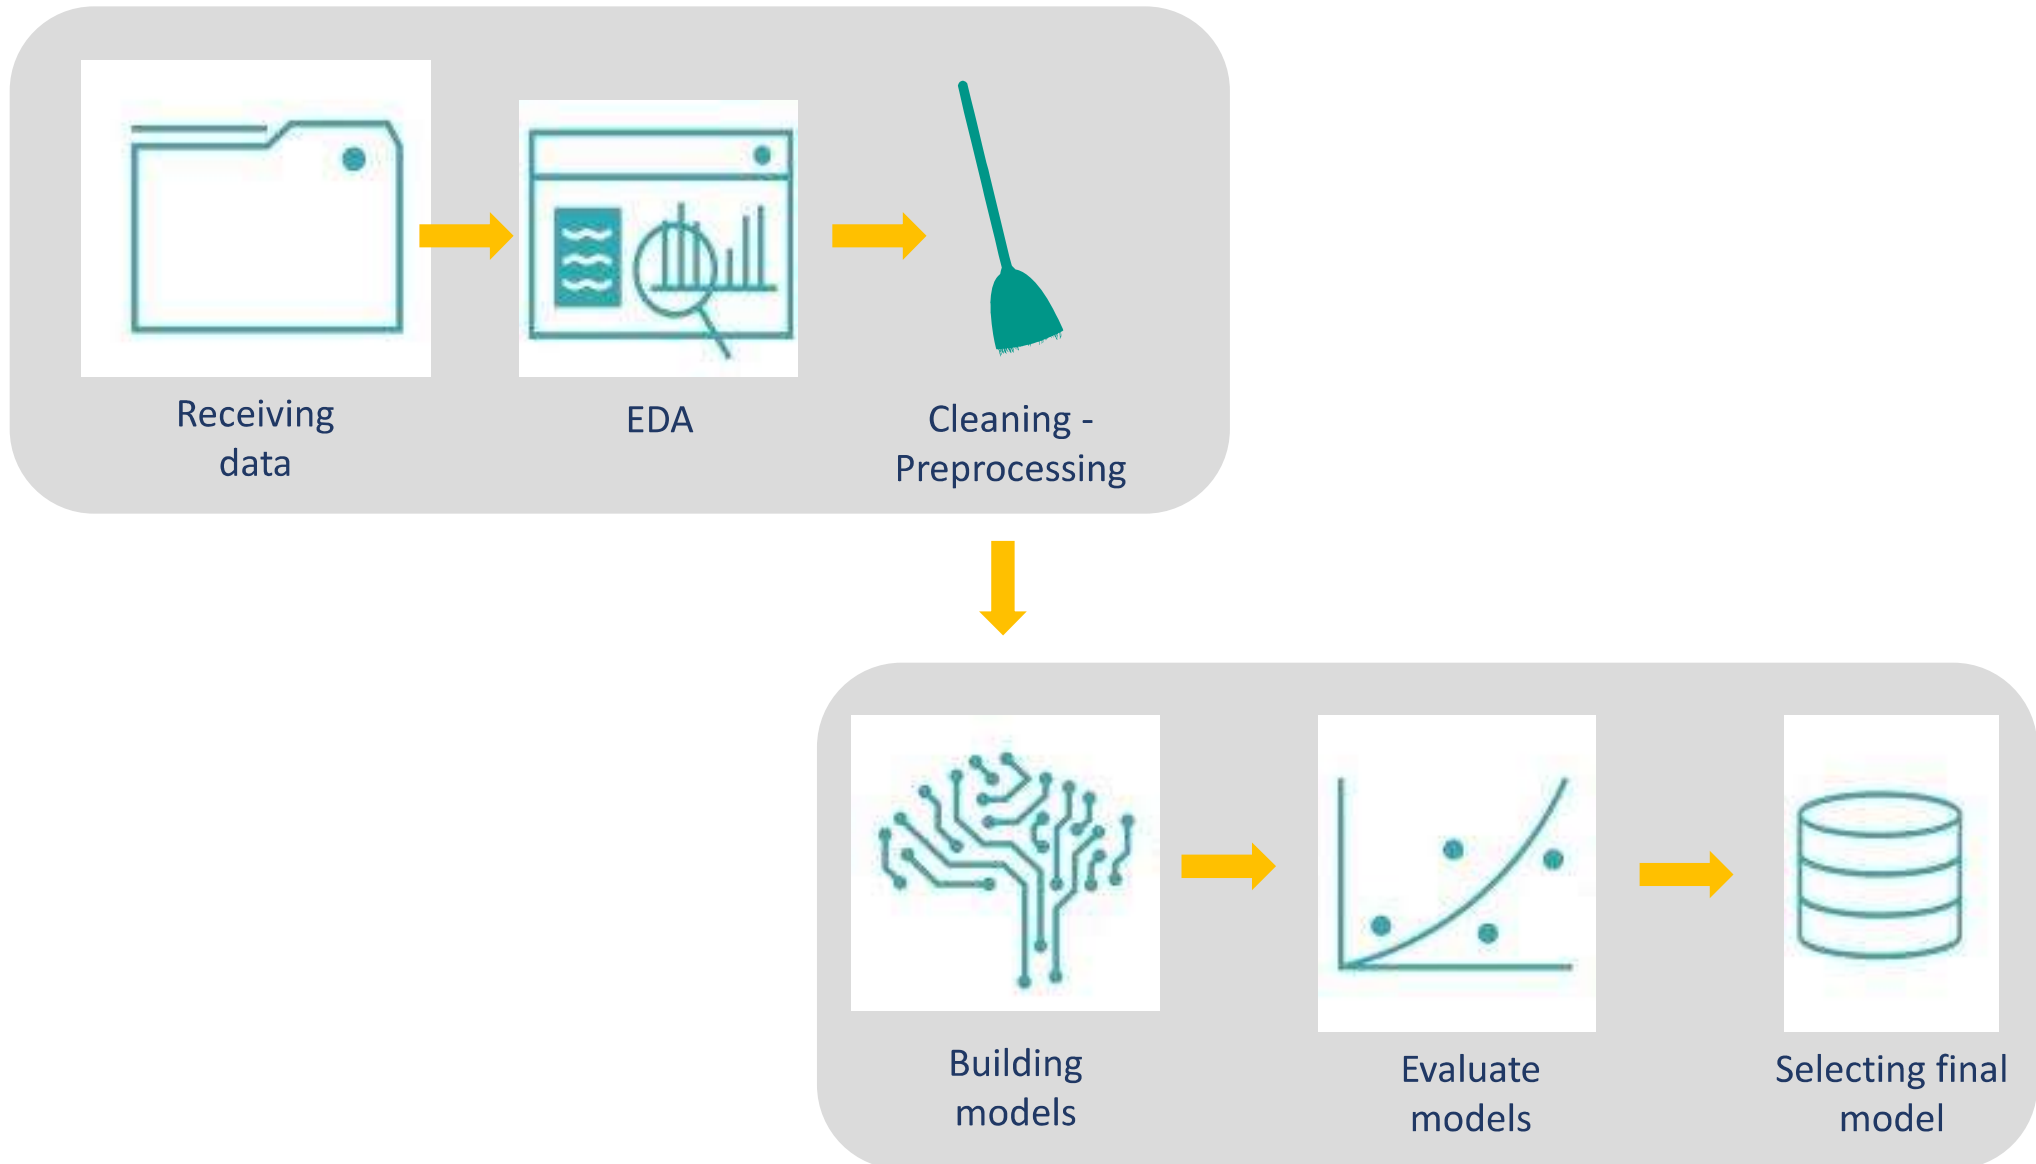 Receiving
data
EDA
Cleaning -
Preprocessing
Building
models
Evaluate
models
Selecting final
model